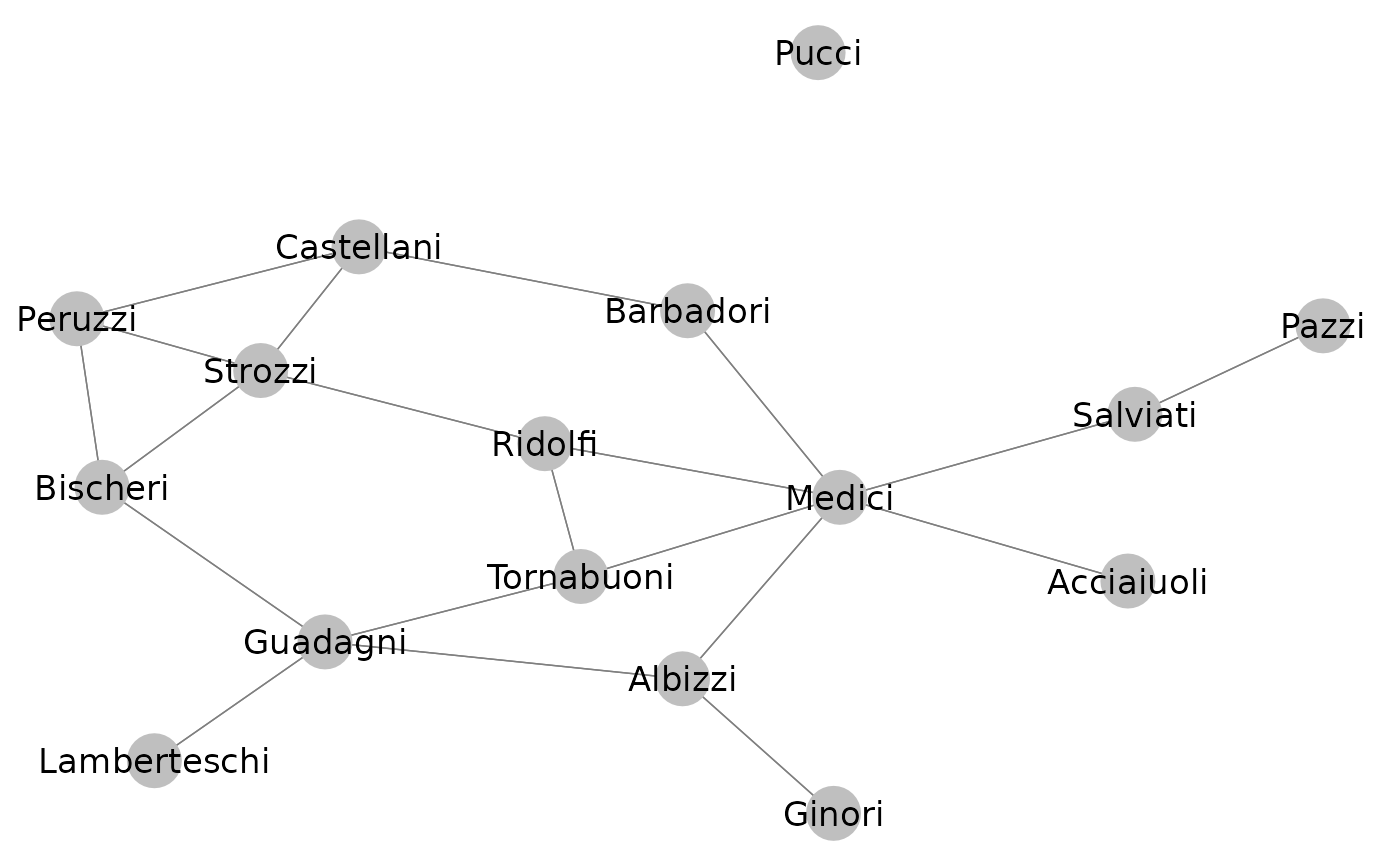 Pucci
Castellani
Barbadori
Peruzzi
Pazzi
Strozzi
Salviati
Ridolfi
Bischeri
Medici
Tornabuoni
Acciaiuoli
Guadagni
Albizzi
Lamberteschi
Ginori